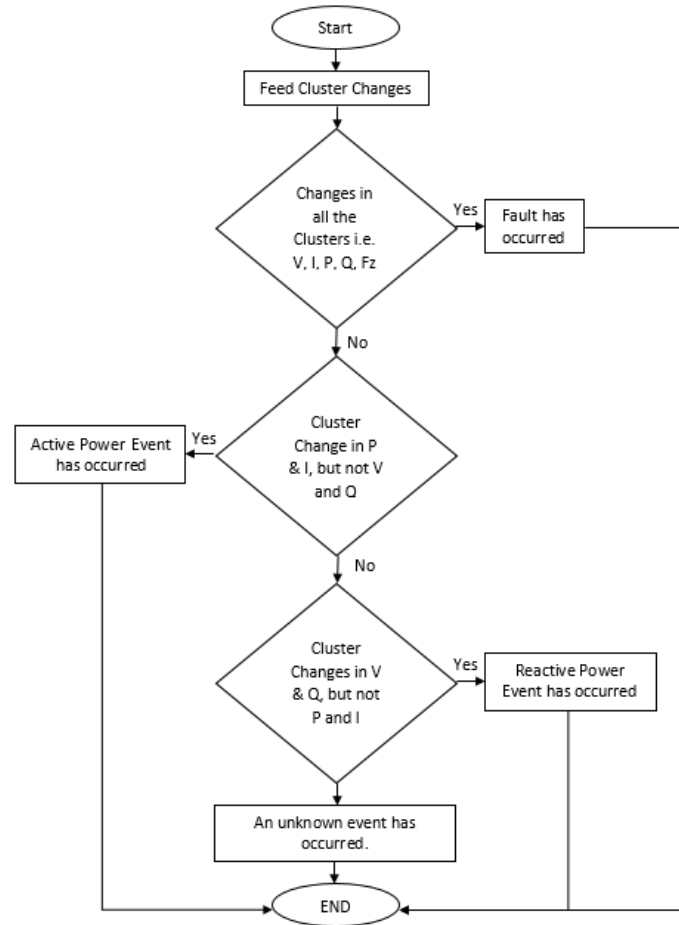 Start
Feed Cluster Changes
Changes in
all the
Clusters i.e.
V, I, P, Q, Fz
Yes
Fault has
occurred
No
Cluster
Change in P
& I, but not V
and Q
Yes
Active Power Event
has occurred
No
Cluster
Changes in V
& Q, but not
P and I
Yes
Reactive Power
Event has occurred
An unknown event has
occurred.
END